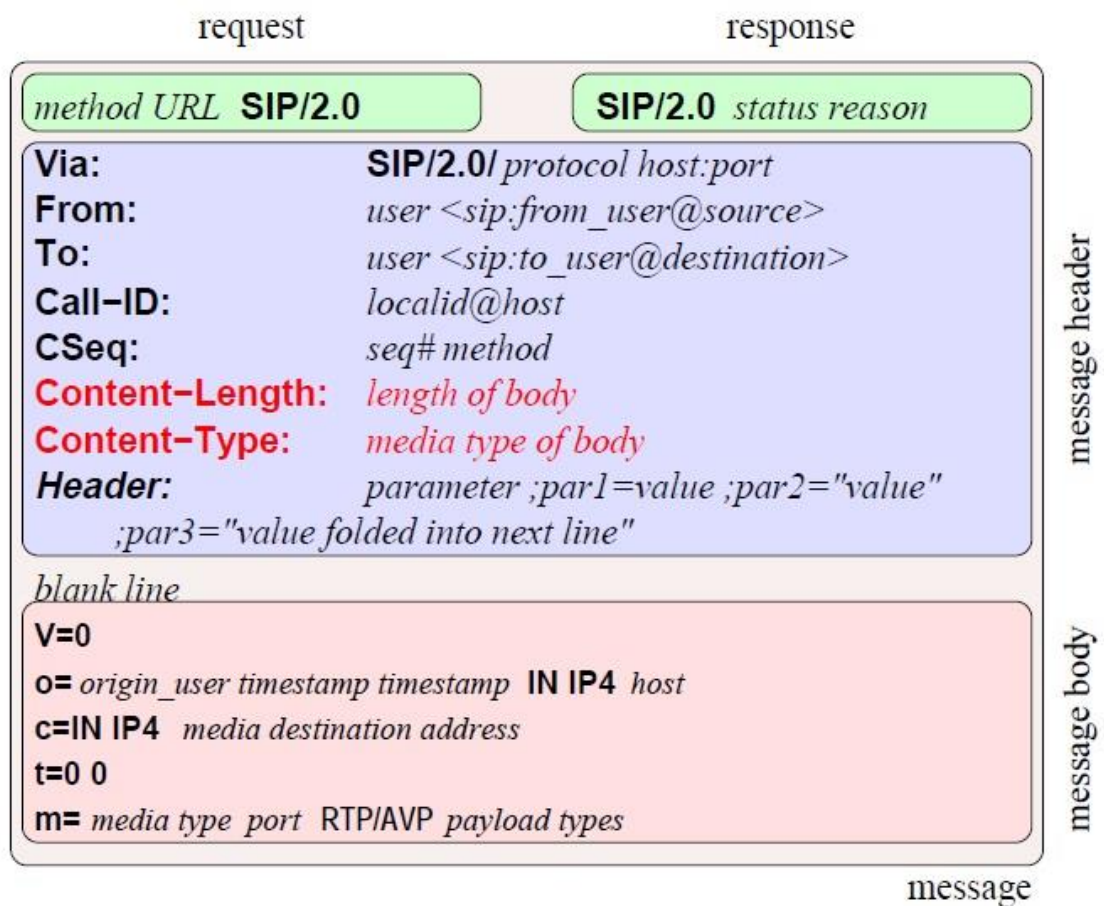 request response
method URL SIP/2.0 SIP/2.0 status reason
Via: SIP/2.0/ protocol host:port
From: user <sip:from_user@source>
To: user <sip:to_user@destination>
Call−ID: localid@host
CSeq: seq# method
Content−Length: length of body
Content−Type: media type of body
Header: parameter ;par1=value ;par2="value"
;par3="value folded into next line"
message header
blank line
V=0
o= origin_user timestamp timestamp IN IP4 host
c=IN IP4 media destination address
t=0 0
m= media type port RTP/AVP payload types
message body
message